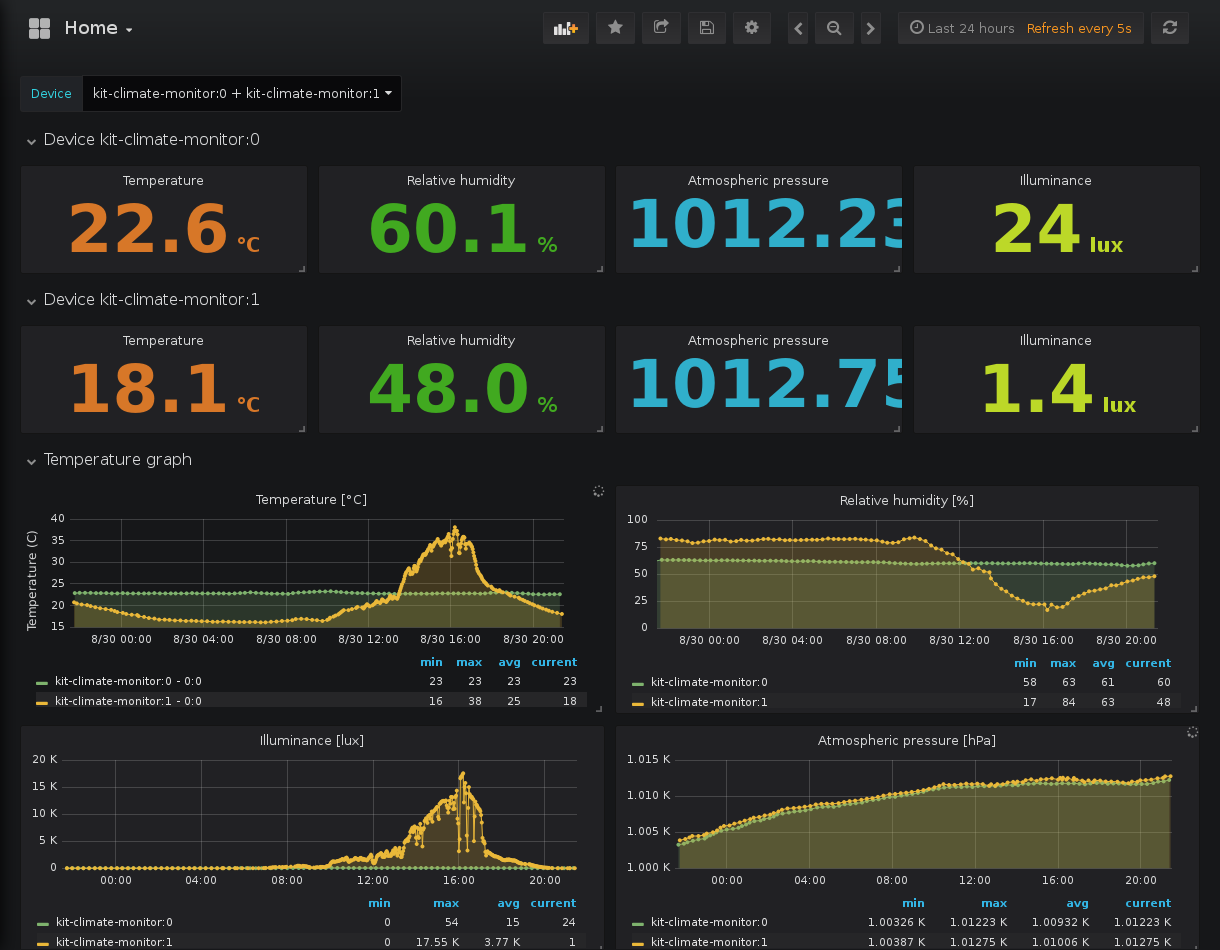 Home
Last 24 hours Refresh every 5s
Device kit-climate-monitor:0 + kit-climate-monitor:1
Device kit-climate-monitor:0
Temperature Relative humidity Atmospheric pressure Illuminance
22.6 °C 60.1 % 1012.23 24 lux
Device kit-climate-monitor:1
Temperature Relative humidity Atmospheric pressure Illuminance
18.1 °C 48.0 % 1012.75 1.4 lux
Temperature graph
Temperature [°C]
Temperature (C)
40
35
30
25
20
15
8/30 00:00 8/30 04:00 8/30 08:00 8/30 12:00 8/30 16:00 8/30 20:00
min max avg current
kit-climate-monitor:0 - 0:0 23 23 23 23
kit-climate-monitor:1 - 0:0 16 38 25 18
Relative humidity [%]
100
75
50
25
0
8/30 00:00 8/30 04:00 8/30 08:00 8/30 12:00 8/30 16:00 8/30 20:00
min max avg current
kit-climate-monitor:0 58 63 61 60
kit-climate-monitor:1 17 84 63 48
Illuminance [lux]
20 K
15 K
10 K
5 K
0
00:00 04:00 08:00 12:00 16:00 20:00
min max avg current
kit-climate-monitor:0 0 54 15 24
kit-climate-monitor:1 0 17.55 K 3.77 K 1
Atmospheric pressure [hPa]
1.015 K
1.010 K
1.005 K
1.000 K
00:00 04:00 08:00 12:00 16:00 20:00
min max avg current
kit-climate-monitor:0 1.00326 K 1.01223 K 1.00932 K 1.01223 K
kit-climate-monitor:1 1.00387 K 1.01275 K 1.01006 K 1.01275 K